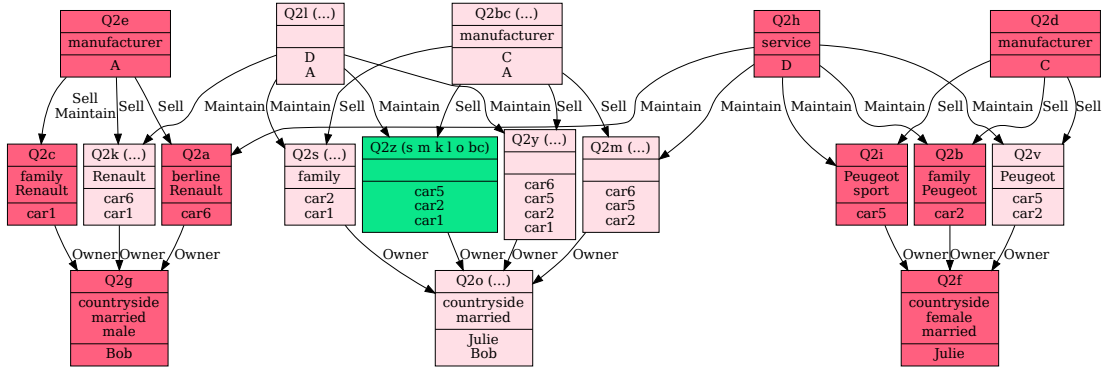 Q2e
manufacturer
A
Q2l (...)
D
A
Q2bc (...)
manufacturer
C
A
Q2h
service
D
Q2d
manufacturer
C
Sell
Maintain
Sell
Sell
Maintain
Maintain
Sell
Maintain
Sell
Maintain
Sell
Sell
Maintain
Maintain
Maintain
Sell
Maintain
Sell
Maintain
Sell
Q2c
family
Renault
car1
Q2k (...)
Renault
car6
car1
Q2a
berline
Renault
car6
Q2s (...)
family
car2
car1
Q2z (s m k l o bc)
car5
car2
car1
Q2y (...)
car6
car5
car2
car1
Q2m (...)
car6
car5
car2
Q2i
Peugeot
sport
car5
Q2b
family
Peugeot
car2
Q2v
Peugeot
car5
car2
Owner
Owner
Owner
Owner
Owner
Owner
Owner
Owner
Owner
Owner
Q2g
countryside
married
male
Bob
Q2o (...)
countryside
married
Julie
Bob
Q2f
countryside
female
married
Julie